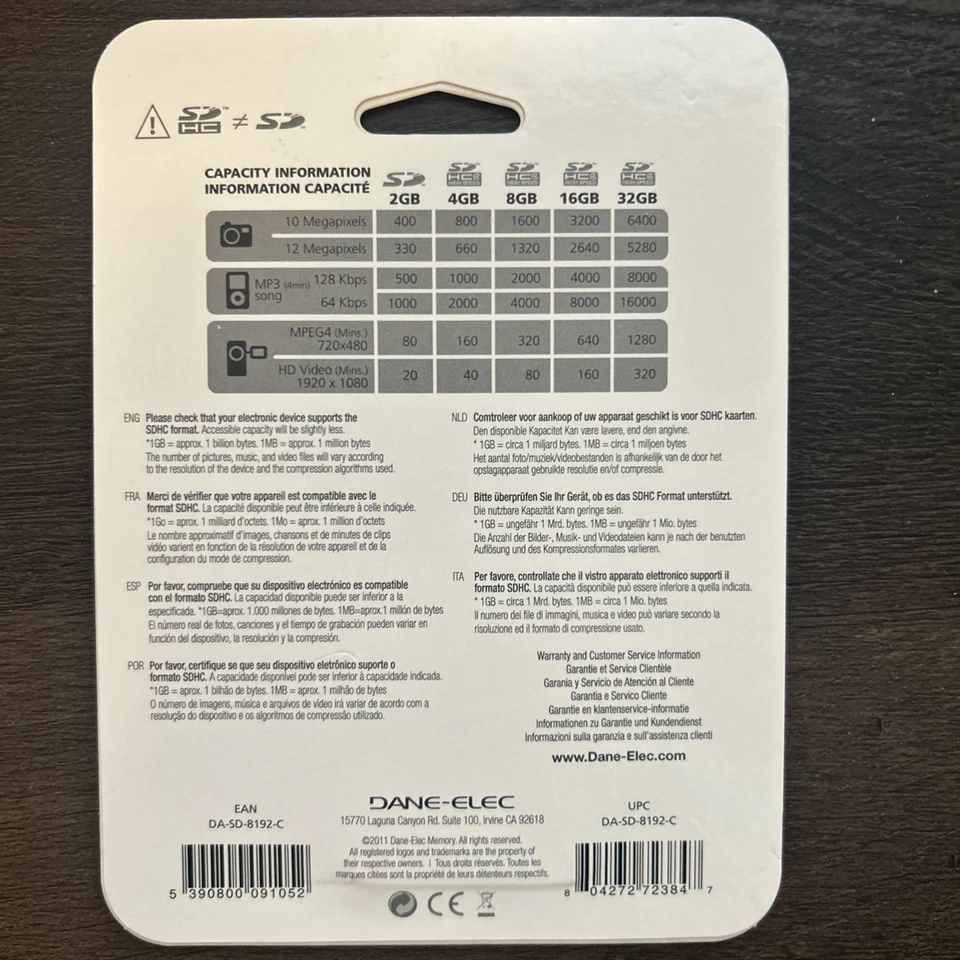 SD HC ≠ SD
CAPACITY INFORMATION
INFORMATION CAPACITÉ
SD SD HC HIGH SPEED SD HC HIGH SPEED SD HC HIGH SPEED SD HC HIGH SPEED
2GB 4GB 8GB 16GB 32GB
10 Megapixels 400 800 1600 3200 6400
12 Megapixels 330 660 1320 2640 5280
MP3 (4min) song 128 Kbps 500 1000 2000 4000 8000
64 Kbps 1000 2000 4000 8000 16000
MPEG4 (Mins.)
720x480 80 160 320 640 1280
HD Video (Mins.)
1920 x 1080 20 40 80 160 320
ENG Please check that your electronic device supports the
SDHC format. Accessible capacity will be slightly less.
*1GB = approx. 1 billion bytes. 1MB = approx. 1 million bytes
The number of pictures, music, and video files will vary according
to the resolution of the device and the compression algorithms used.
FRA Merci de vérifier que votre appareil est compatible avec le
format SDHC. La capacité disponible peut être inférieure à celle indiquée.
*1Go = aprox. 1 milliard d'octets. 1Mo = aprox. 1 million d'octets
Le nombre approximatif d'images, chansons et de minutes de clips
vidéo varient en fonction de la résolution de votre appareil et de la
configuration du mode de compression.
ESP Por favor, compruebe que su dispositivo electrónico es compatible
con el formato SDHC. La capacidad disponible puede ser inferior a la
especificada. *1GB=aprox. 1.000 millones de bytes. 1MB=aprox.1 millón de bytes
El número real de fotos, canciones y el tiempo de grabación pueden variar en
función del dispositivo, la resolución y la compresión.
POR Por favor, certifique se que seu dispositivo eletrônico suporte o
formato SDHC. A capacidade disponível pode ser inferior à capacidade indicada.
*1GB = aprox. 1 bilhão de bytes. 1MB = aprox. 1 milhão de bytes
O número de imagens, música e arquivos de vídeo irá variar de acordo com a
resolução do dispositivo e os algoritmos de compressão utilizado.
NLD Comtroleer voor aankoop of uw apparaat geschikt is voor SDHC kaarten.
Den disponible Kapacitet Kan være lavere, end den angivne.
* 1GB = circa 1 miljard bytes. 1MB = circa 1 miljoen bytes
Het aantal foto/muziek/videobestanden is afhankelijk van de door het
opslagapparaat gebruikte resolutie en/of compressie.
DEU Bitte überprüfen Sie Ihr Gerät, ob es das SDHC Format unterstützt.
Die nutzbare Kapazität Kann geringe sein.
* 1GB = ungefähr 1 Mrd. bytes. 1MB = ungefähr 1 Mio. bytes
Die Anzahl der Bilder-, Musik- und Videodateien kann je nach der benutzten
Auflösung und des Kompressionsformates variieren.
ITA Per favore, controllate che il vistro apparato elettronico supporti il
formato SDHC. La capacità disponibile può essere inferiore a quella indicata.
* 1GB = circa 1 Mrd. bytes. 1MB = circa 1 Mio. bytes
Il numero dei file di immagini, musica e video può variare secondo la
risoluzione ed il formato di compressione usato.
Warranty and Customer Service Information
Garantie et Service Clientèle
Garania y Servicio de Atención al Cliente
Garantia e Servico Cliente
Garantie en klantenservice-informatie
Informationen zu Garantie und Kundendienst
Informazioni sulla garanzia e sull'assistenza clienti
www.Dane-Elec.com
EAN
DA-SD-8192-C
5 390800 091052
DANE-ELEC
15770 Laguna Canyon Rd. Suite 100, Irvine CA 92618
©2011 Dane-Elec Memory. All rights reserved.
All registered logos and trademarks are the property of
their respective owners. | Tous droits réservés. Toutes les
marques citées sont la propriété de leurs détenteurs respectifs.
CE
UPC
DA-SD-8192-C
8 04272 72384 7